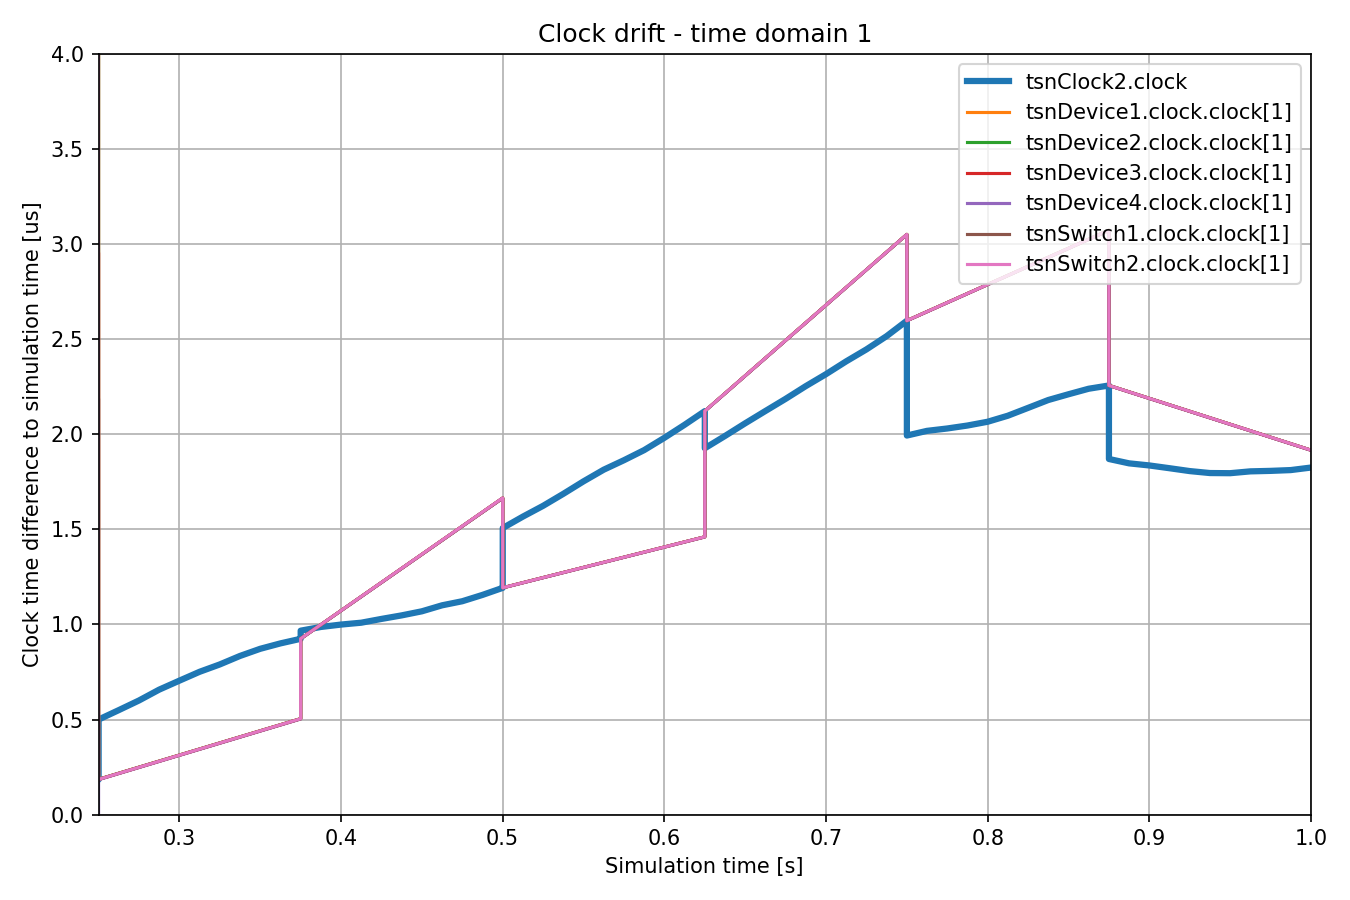 Clock drift - time domain 1
4.0
3.5
3.0
2.5
2.0
1.5
1.0
0.5
0.0
Clock time difference to simulation time [us]
tsnClock2.clock
tsnDevice1.clock.clock[1]
tsnDevice2.clock.clock[1]
tsnDevice3.clock.clock[1]
tsnDevice4.clock.clock[1]
tsnSwitch1.clock.clock[1]
tsnSwitch2.clock.clock[1]
0.3 0.4 0.5 0.6 0.7 0.8 0.9 1.0
Simulation time [s]